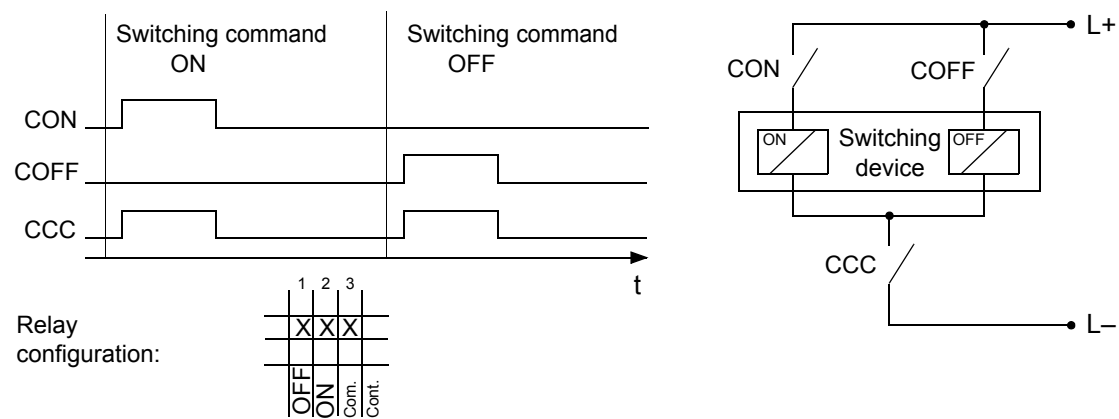 Switching command
ON
Switching command
OFF
CON
COFF
CCC
t
Relay
configuration:
1 2 3
X X X
OFF
ON
Com.
Cont.
L+
CON
COFF
ON
Switching
device
OFF
CCC
L–